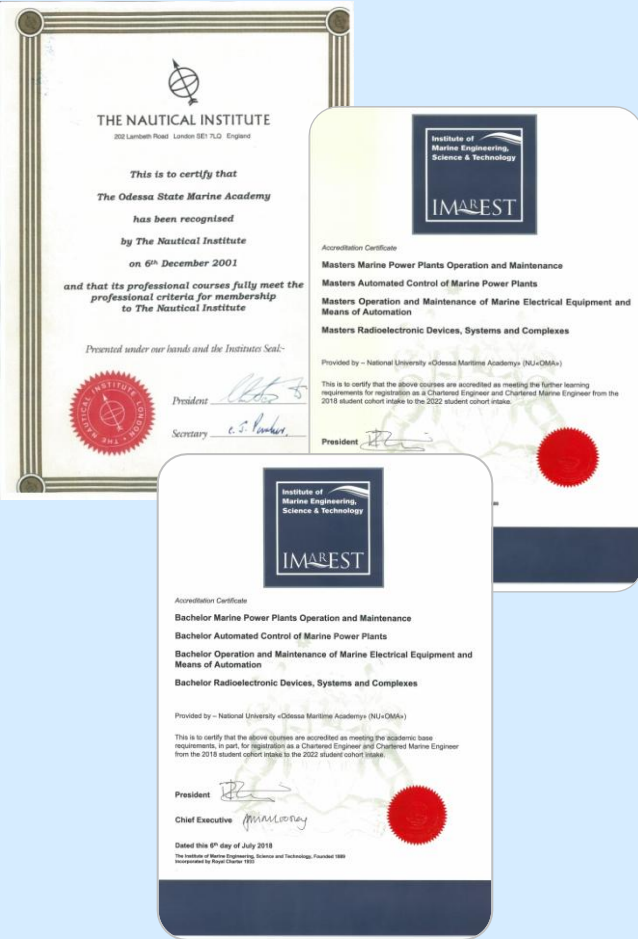 THE NAUTICAL INSTITUTE
202 Lambeth Road London SE1 7LQ England
This is to certify that
The Odessa State Marine Academy
has been recognised
by The Nautical Institute
on 6th December 2001
and that its professional courses fully meet the
professional criteria for membership
to The Nautical Institute
Presented under our hands and the Institutes Seal:-
President
Secretary
THE NAUTICAL INSTITUTE LONDON
Institute of
Marine Engineering,
Science & Technology
IMAREST
Accreditation Certificate
Masters Marine Power Plants Operation and Maintenance
Masters Automated Control of Marine Power Plants
Masters Operation and Maintenance of Marine Electrical Equipment and
Means of Automation
Masters Radioelectronic Devices, Systems and Complexes
Provided by – National University «Odessa Maritime Academy» (NU«OMA»)
This is to certify that the above courses are accredited as meeting the further learning
requirements for registration as a Chartered Engineer and Chartered Marine Engineer from the
2018 student cohort intake to the 2022 student cohort intake.
President
Institute of
Marine Engineering,
Science & Technology
IMAREST
Accreditation Certificate
Bachelor Marine Power Plants Operation and Maintenance
Bachelor Automated Control of Marine Power Plants
Bachelor Operation and Maintenance of Marine Electrical Equipment and
Means of Automation
Bachelor Radioelectronic Devices, Systems and Complexes
Provided by – National University «Odessa Maritime Academy» (NU«OMA»)
This is to certify that the above courses are accredited as meeting the academic base
requirements, in part, for registration as a Chartered Engineer and Chartered Marine Engineer
from the 2018 student cohort intake to the 2022 student cohort intake.
President
Chief Executive
Dated this 6th day of July 2018
The Institute of Marine Engineering, Science and Technology, Founded 1889
Incorporated by Royal Charter 1933